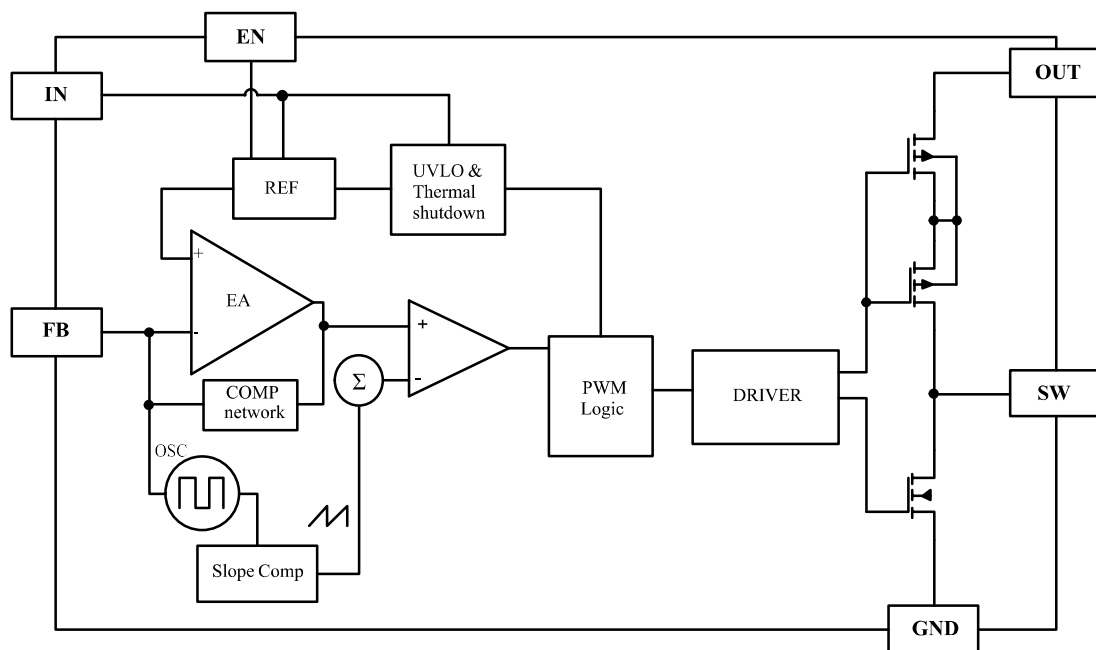 EN
IN
OUT
REF
UVLO &
Thermal
shutdown
+
EA
-
FB
+
-
Σ
COMP
network
PWM
Logic
DRIVER
SW
OSC
Slope Comp
GND